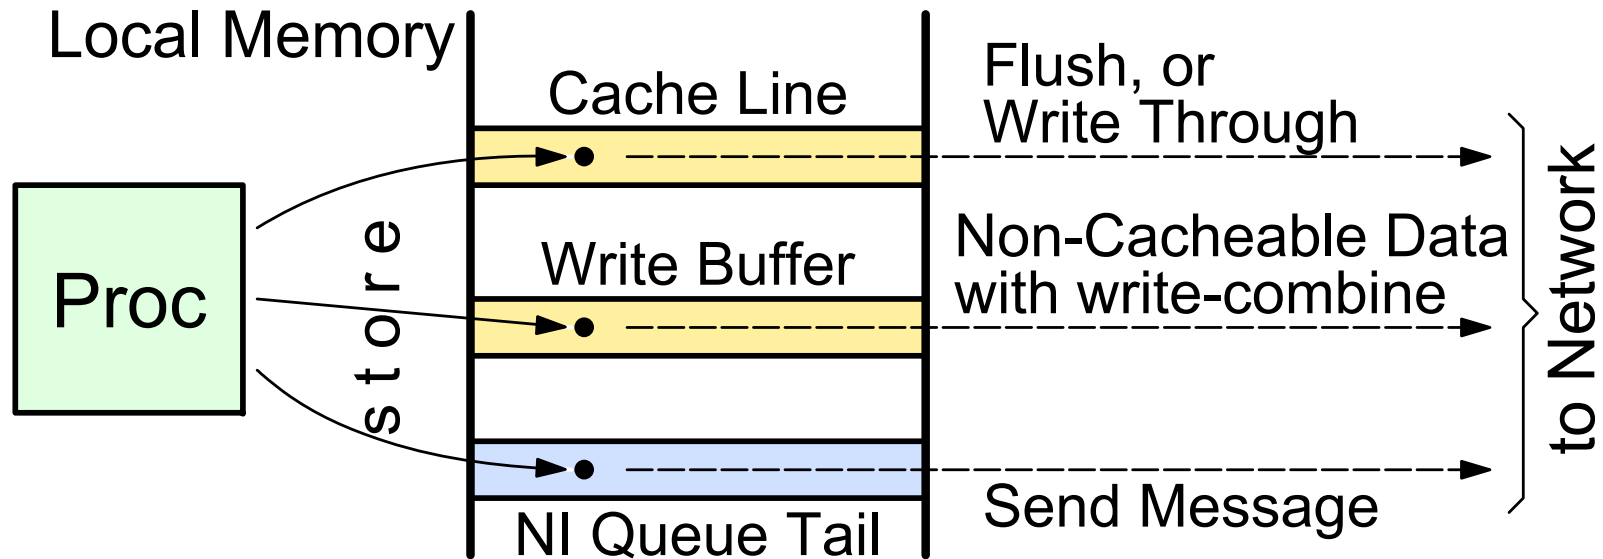 Local Memory
Cache Line
Flush, or
Write Through
Proc
store
Write Buffer
Non-Cacheable Data
with write-combine
to Network
NI Queue Tail
Send Message